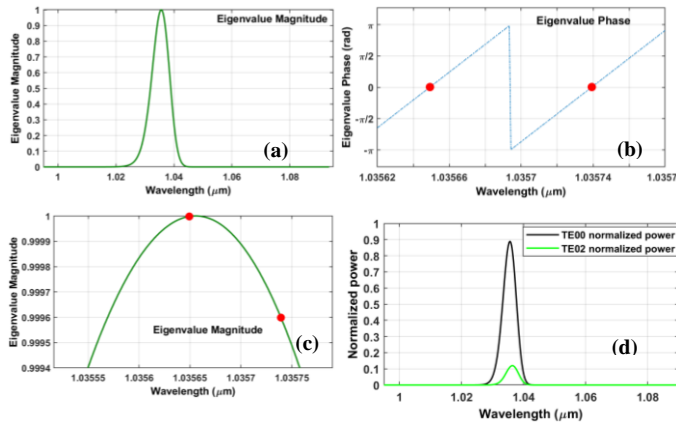 Eigenvalue Magnitude
Eigenvalue Magnitude
1
0.9
0.8
0.7
0.6
0.5
0.4
0.3
0.2
0.1
0
1
1.02
1.04
1.06
1.08
Wavelength (μm)
(a)
Eigenvalue Phase
Eigenvalue Phase (rad)
π
π/2
0
-π/2
-π
1.03562
1.03566
1.0357
1.03574
1.0357
Wavelength (μm)
(b)
Eigenvalue Magnitude
1
0.9999
0.9998
0.9997
0.9996
0.9995
0.9994
Eigenvalue Magnitude
1.03555
1.0356
1.03565
1.0357
1.03575
Wavelength (μm)
(c)
TE00 normalized power
TE02 normalized power
Normalized power
1
0.9
0.8
0.7
0.6
0.5
0.4
0.3
0.2
0.1
0
1
1.02
1.04
1.06
1.08
Wavelength (μm)
(d)